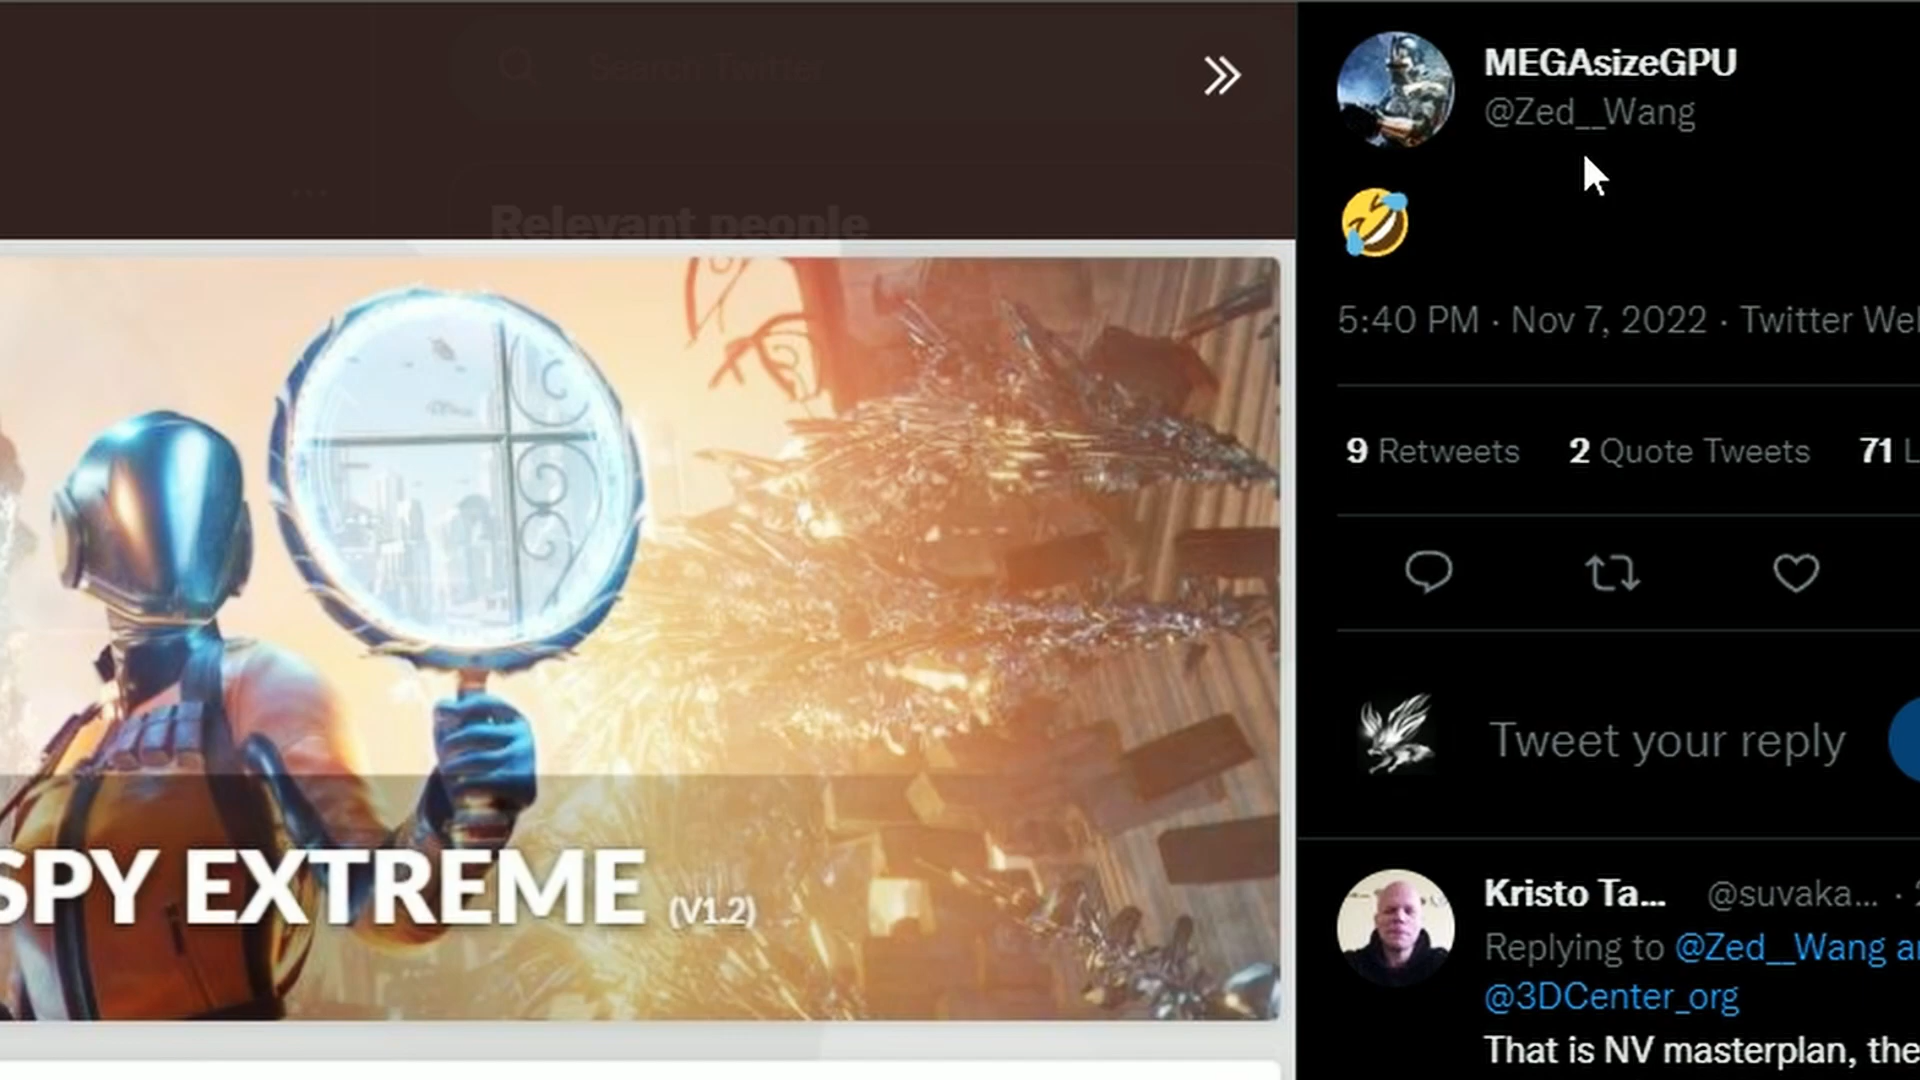 Search Twitter
Relevant people
SPY EXTREME (V1.2)
MEGAsizeGPU
@Zed__Wang
5:40 PM · Nov 7, 2022 · Twitter We
9 Retweets 2 Quote Tweets 71 L
Tweet your reply
Kristo Ta... @suvaka... · 2
Replying to @Zed__Wang a
@3DCenter_org
That is NV masterplan, the